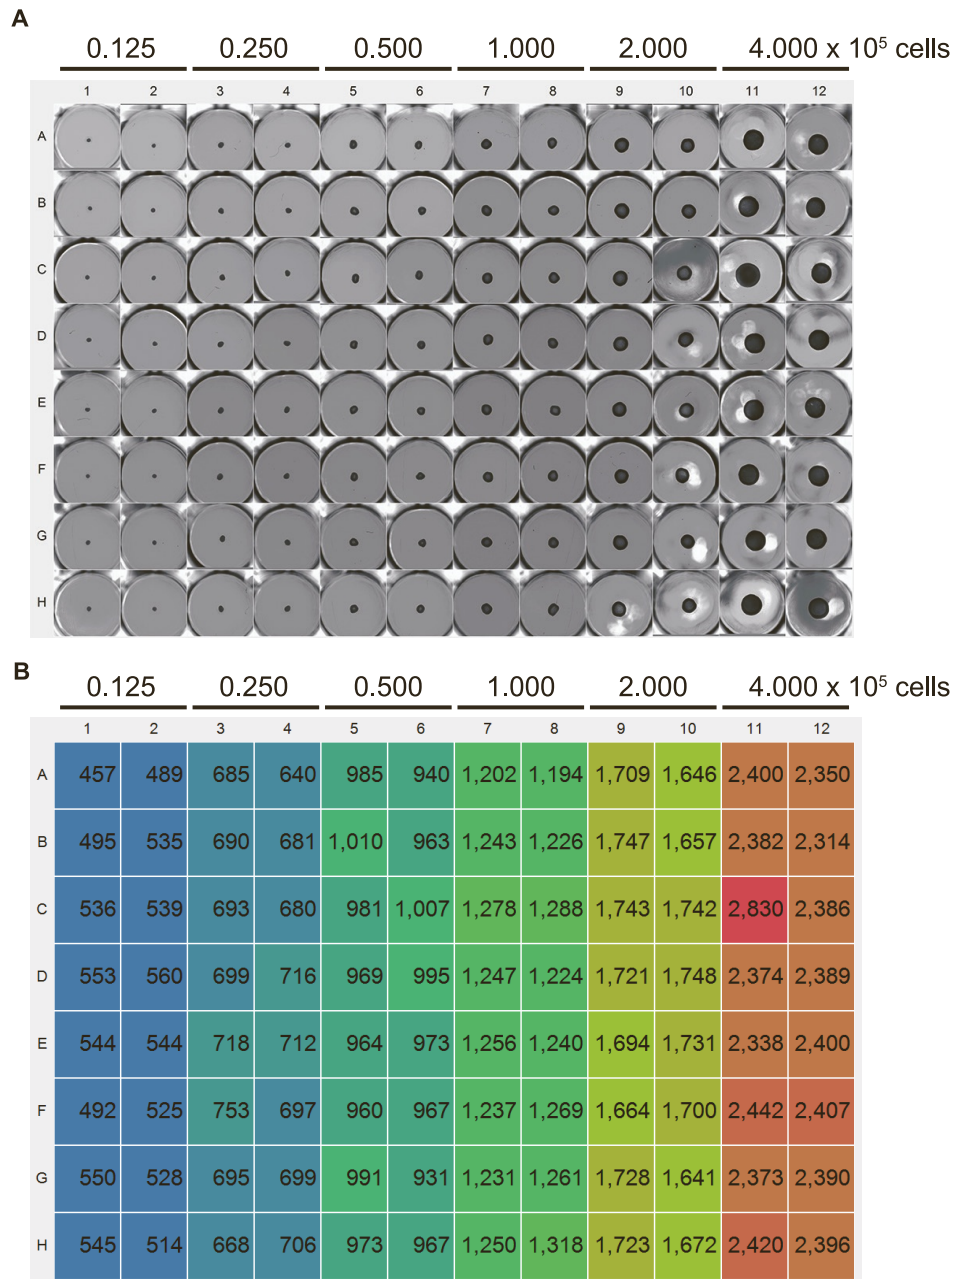 A
0.125 0.250 0.500 1.000 2.000 4.000 x 10⁵ cells
1 2 3 4 5 6 7 8 9 10 11 12
A
B
C
D
E
F
G
H
B
0.125 0.250 0.500 1.000 2.000 4.000 x 10⁵ cells
1 2 3 4 5 6 7 8 9 10 11 12
A 457 489 685 640 985 940 1,202 1,194 1,709 1,646 2,400 2,350
B 495 535 690 681 1,010 963 1,243 1,226 1,747 1,657 2,382 2,314
C 536 539 693 680 981 1,007 1,278 1,288 1,743 1,742 2,830 2,386
D 553 560 699 716 969 995 1,247 1,224 1,721 1,748 2,374 2,389
E 544 544 718 712 964 973 1,256 1,240 1,694 1,731 2,338 2,400
F 492 525 753 697 960 967 1,237 1,269 1,664 1,700 2,442 2,407
G 550 528 695 699 991 931 1,231 1,261 1,728 1,641 2,373 2,390
H 545 514 668 706 973 967 1,250 1,318 1,723 1,672 2,420 2,396